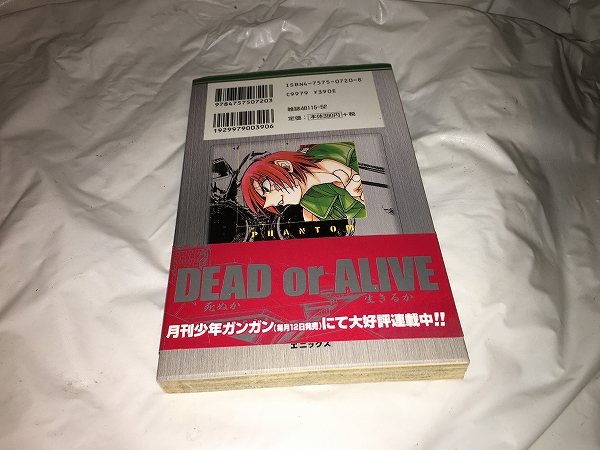 9784757507203
1929979003906
ISBN4-7575-0720-8
C9979 ¥390E
雑誌40115-52
定価:本体390円+税
PHANTOM
DEAD or ALIVE
死ぬか 生きるか
月刊少年ガンガン(毎月12日発売)にて大好評連載中!!
エニックス